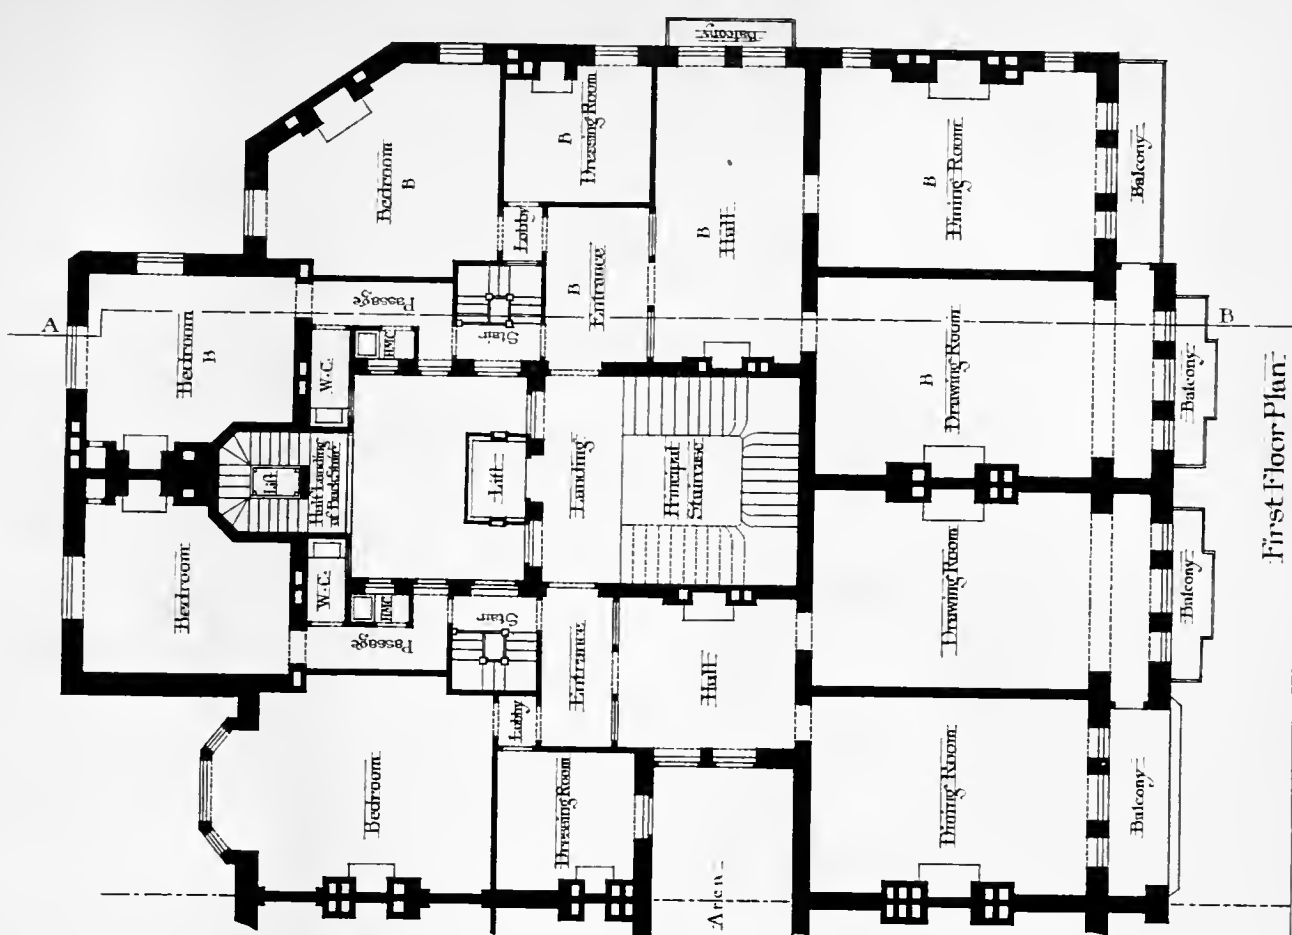 Balcony
Bedroom
B
B
Dressing Room
B
Hall
B
Dining Room
Balcony
Lobby
B
Entrance
Passage
Stair
A
B
Bedroom
B
W.C.
H.M.C.
B
Drawing Room
Balcony
First Floor Plan
Lift
Half Landing
of Back Stair
Lift
Landing
Principal
Staircase
Bedroom
W.C.
H.M.C.
Passage
Stair
Entrance
Hall
Drawing Room
Balcony
Lobby
Bedroom
Dressing Room
Area
Dining Room
Balcony